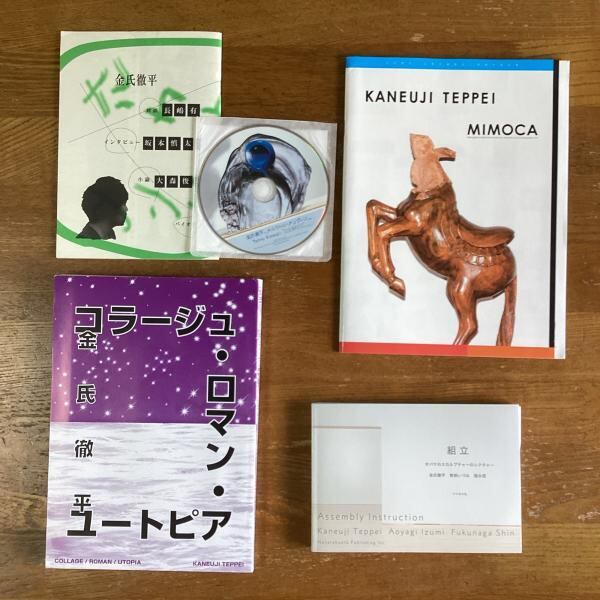 金氏徹平
長嶋有
インタビュー 坂本慎太
小論 大森俊
KANEUJI TEPPEI
MIMOCA
コラージュ・ロマン・ユートピア
金氏徹平
COLLAGE / ROMAN / UTOPIA
KANEUJI TEPPEI
組立
Assembly Instruction
Kaneuji Teppei Aoyagi Izumi Fukunaga Shin